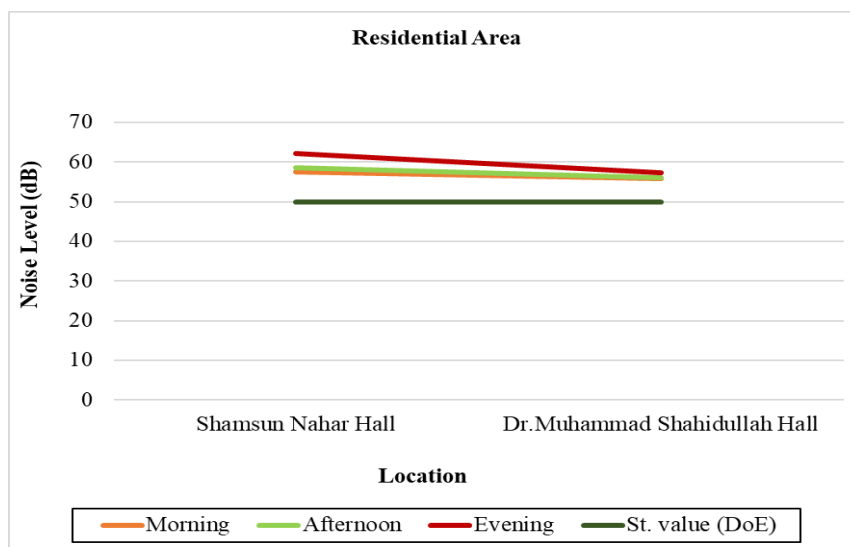 Residential Area
Noise Level (dB)
70
60
50
40
30
20
10
0
Shamsun Nahar Hall Dr.Muhammad Shahidullah Hall
Location
Morning Afternoon Evening St. value (DoE)